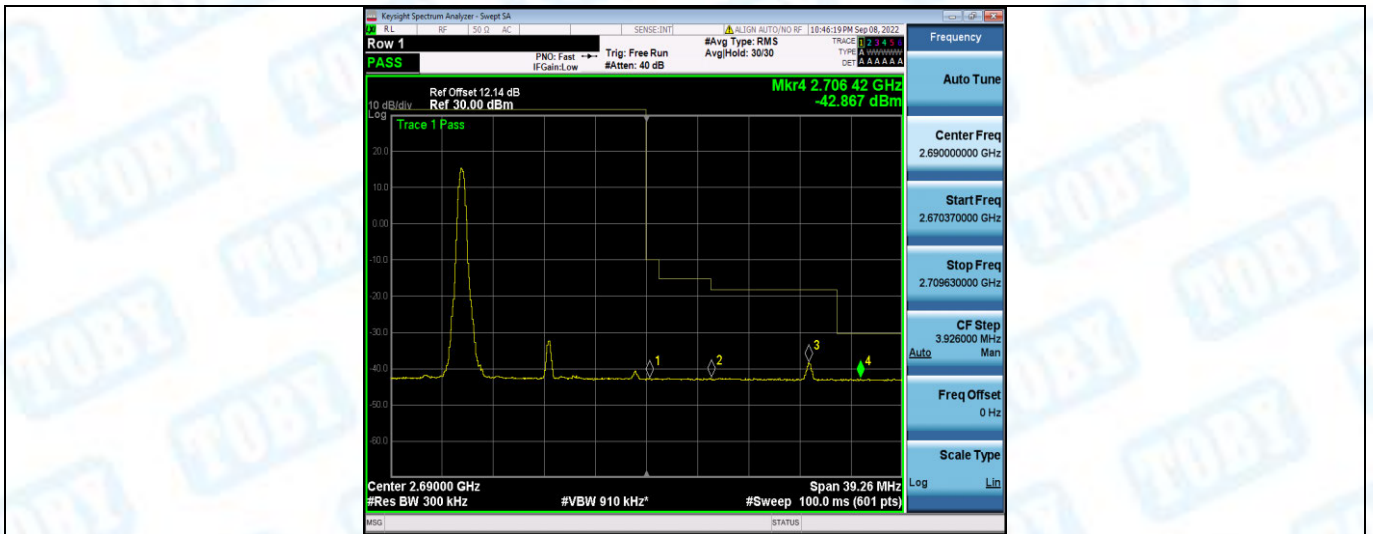 Keysight Spectrum Analyzer - Swept SA
RL RF 50 Ω AC SENSE:INT ALIGN AUTO/NO RF 10:46:19 PM Sep 08, 2022
Row 1
PASS
PNO: Fast
IFGain:Low
Trig: Free Run
#Atten: 40 dB
#Avg Type: RMS
Avg|Hold: 30/30
TRACE 1 2 3 4 5 6
TYPE A WWWWW
DET A A A A A A
Ref Offset 12.14 dB
10 dB/div Ref 30.00 dBm
Log
Mkr4 2.706 42 GHz
-42.867 dBm
Trace 1 Pass
20.0
10.0
0.00
-10.0
-20.0
-30.0
-40.0
-50.0
-60.0
1
2
3
4
Center 2.69000 GHz Span 39.26 MHz
#Res BW 300 kHz #VBW 910 kHz* #Sweep 100.0 ms (601 pts)
MSG STATUS
Frequency
Auto Tune
Center Freq
2.690000000 GHz
Start Freq
2.670370000 GHz
Stop Freq
2.709630000 GHz
CF Step
3.926000 MHz
Auto Man
Freq Offset
0 Hz
Scale Type
Log Lin
TOBY
TOBY
TOBY
TOBY
TOBY
TOBY
TOBY
TOBY